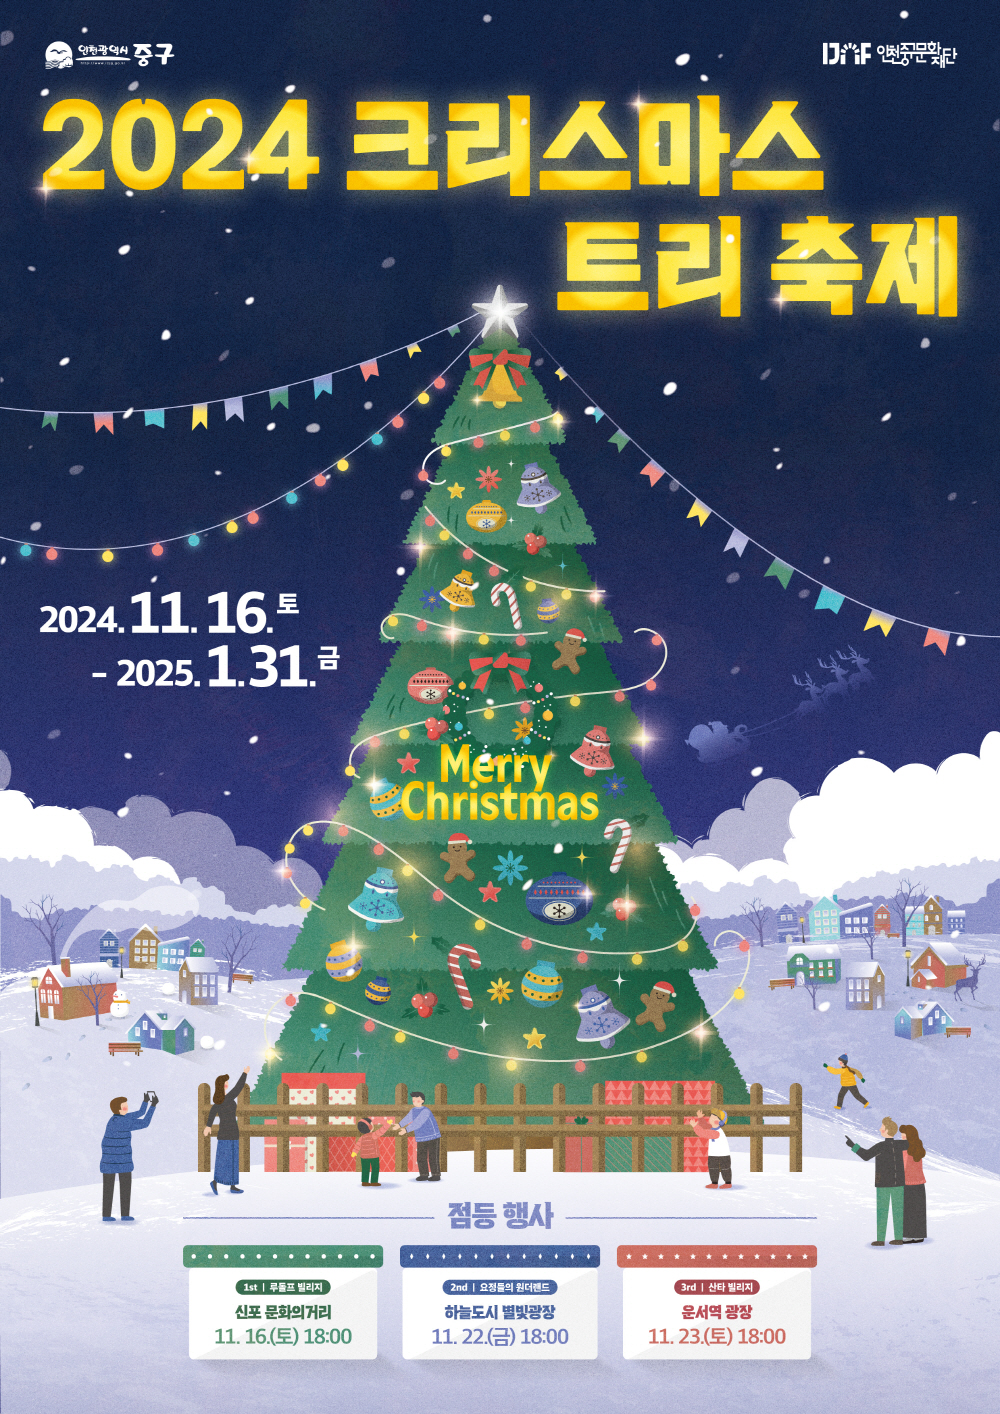 인천광역시 중구
인천중구문화재단
2024 크리스마스
트리 축제
2024. 11. 16. 토
- 2025. 1. 31. 금
Merry
Christmas
점등 행사
1st | 루돌프 빌리지
신포 문화의거리
11. 16.(토) 18:00
2nd | 요정들의 원더랜드
하늘도시 별빛광장
11. 22.(금) 18:00
3rd | 산타 빌리지
운서역 광장
11. 23.(토) 18:00